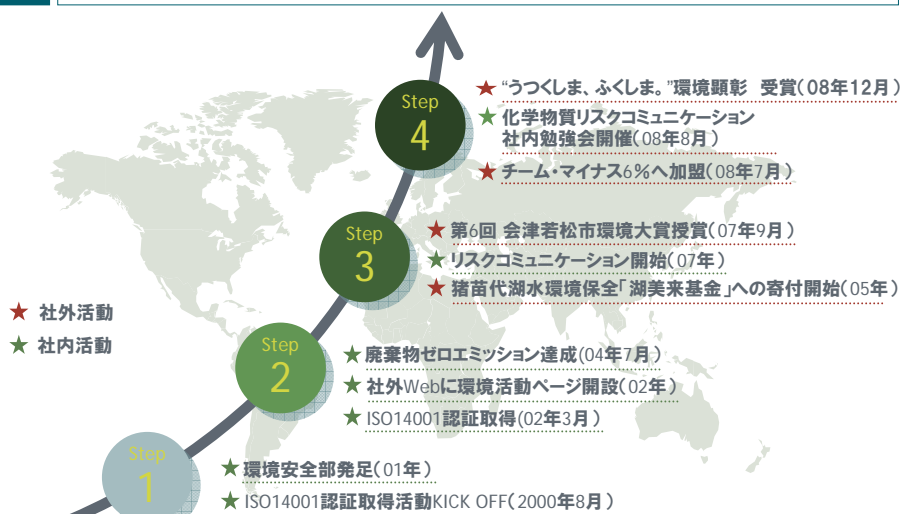 Step
4
★ “うつくしま、ふくしま。”環境顕彰　受賞(08年12月)
★ 化学物質リスクコミュニケーション
社内勉強会開催(08年8月)
★ チーム・マイナス6%へ加盟(08年7月)
Step
3
★ 第6回 会津若松市環境大賞授賞(07年9月)
★ リスクコミュニケーション開始(07年)
★ 猪苗代湖水環境保全「湖美来基金」への寄付開始(05年)
★ 社外活動
★ 社内活動
Step
2
★ 廃棄物ゼロエミッション達成(04年7月)
★ 社外Webに環境活動ページ開設(02年)
★ ISO14001認証取得(02年3月)
Step
1
★ 環境安全部発足(01年)
★ ISO14001認証取得活動KICK OFF(2000年8月)